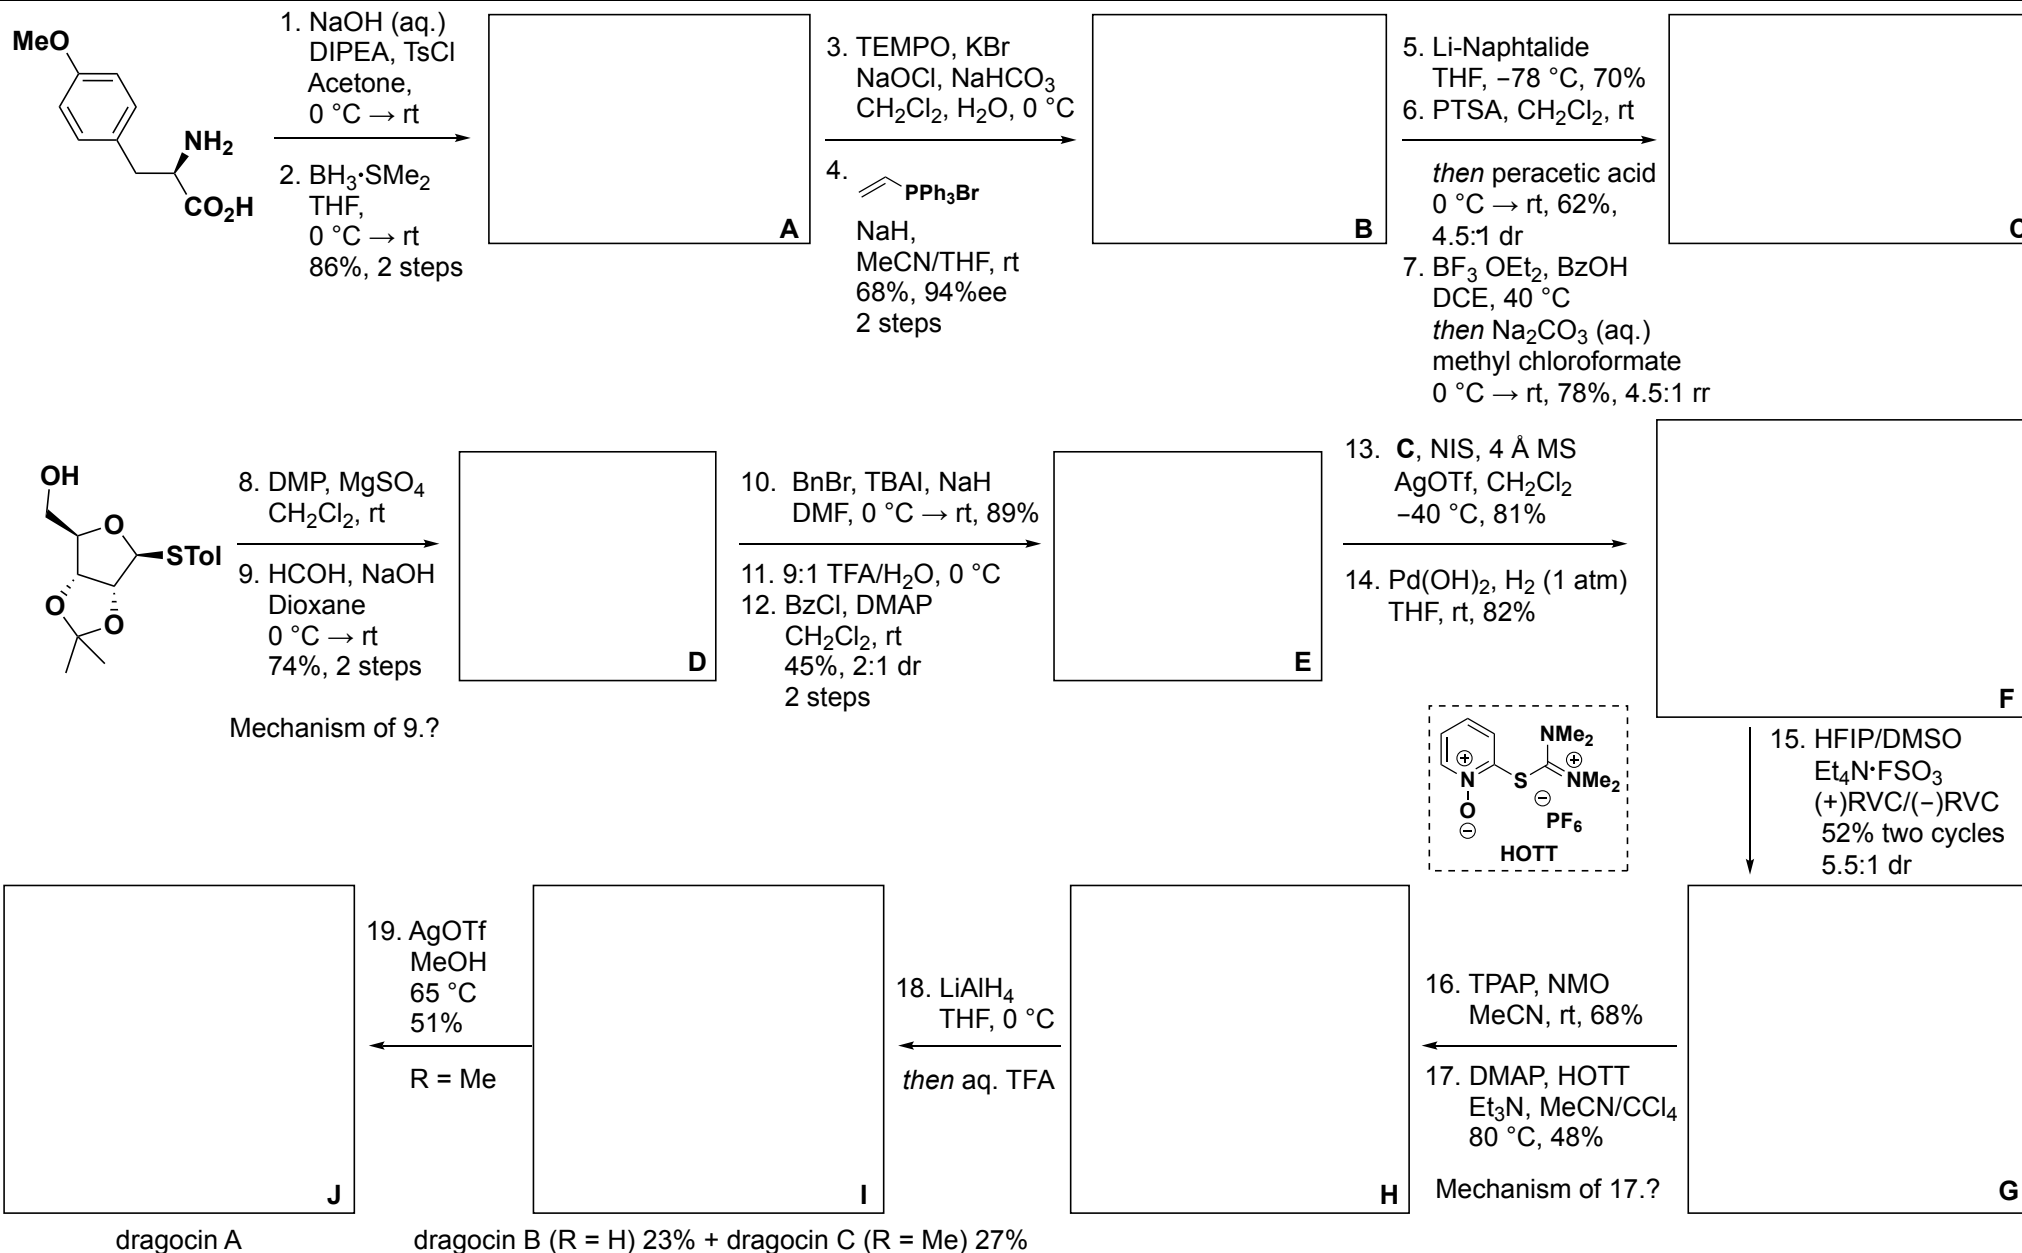 MeO
NH₂
CO₂H
1. NaOH (aq.)
DIPEA, TsCl
Acetone,
0 °C → rt
2. BH₃·SMe₂
THF,
0 °C → rt
86%, 2 steps
A
3. TEMPO, KBr
NaOCl, NaHCO₃
CH₂Cl₂, H₂O, 0 °C
4.
PPh₃Br
NaH,
MeCN/THF, rt
68%, 94%ee
2 steps
B
5. Li-Naphtalide
THF, −78 °C, 70%
6. PTSA, CH₂Cl₂, rt
then peracetic acid
0 °C → rt, 62%,
4.5:1 dr
7. BF₃·OEt₂, BzOH
DCE, 40 °C
then Na₂CO₃ (aq.)
methyl chloroformate
0 °C → rt, 78%, 4.5:1 rr
C
OH
O
STol
O
O
8. DMP, MgSO₄
CH₂Cl₂, rt
9. HCOH, NaOH
Dioxane
0 °C → rt
74%, 2 steps
Mechanism of 9.?
D
10. BnBr, TBAI, NaH
DMF, 0 °C → rt, 89%
11. 9:1 TFA/H₂O, 0 °C
12. BzCl, DMAP
CH₂Cl₂, rt
45%, 2:1 dr
2 steps
E
13. C, NIS, 4 Å MS
AgOTf, CH₂Cl₂
−40 °C, 81%
14. Pd(OH)₂, H₂ (1 atm)
THF, rt, 82%
F
NMe₂
N
S
NMe₂
O
PF₆
HOTT
15. HFIP/DMSO
Et₄N·FSO₃
(+)RVC/(−)RVC
52% two cycles
5.5:1 dr
G
16. TPAP, NMO
MeCN, rt, 68%
17. DMAP, HOTT
Et₃N, MeCN/CCl₄
80 °C, 48%
Mechanism of 17.?
H
18. LiAlH₄
THF, 0 °C
then aq. TFA
I
19. AgOTf
MeOH
65 °C
51%
R = Me
J
dragocin A
dragocin B (R = H) 23% + dragocin C (R = Me) 27%